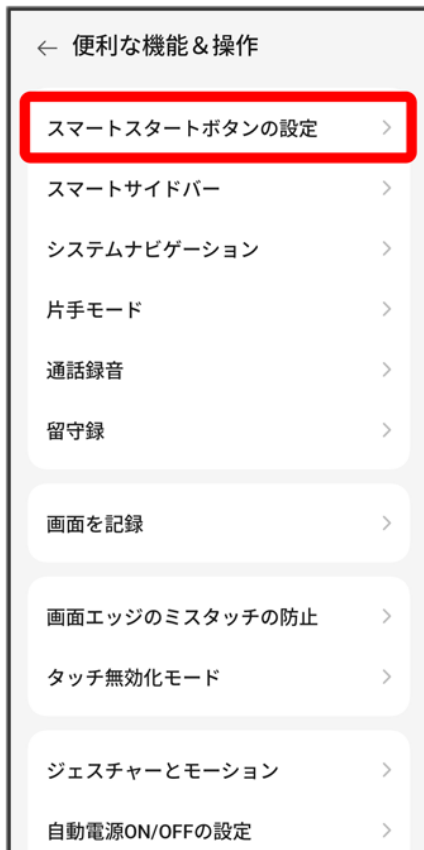 ← 便利な機能＆操作
スマートスタートボタンの設定
スマートサイドバー
システムナビゲーション
片手モード
通話録音
留守録
画面を記録
画面エッジのミスタッチの防止
タッチ無効化モード
ジェスチャーとモーション
自動電源ON/OFFの設定